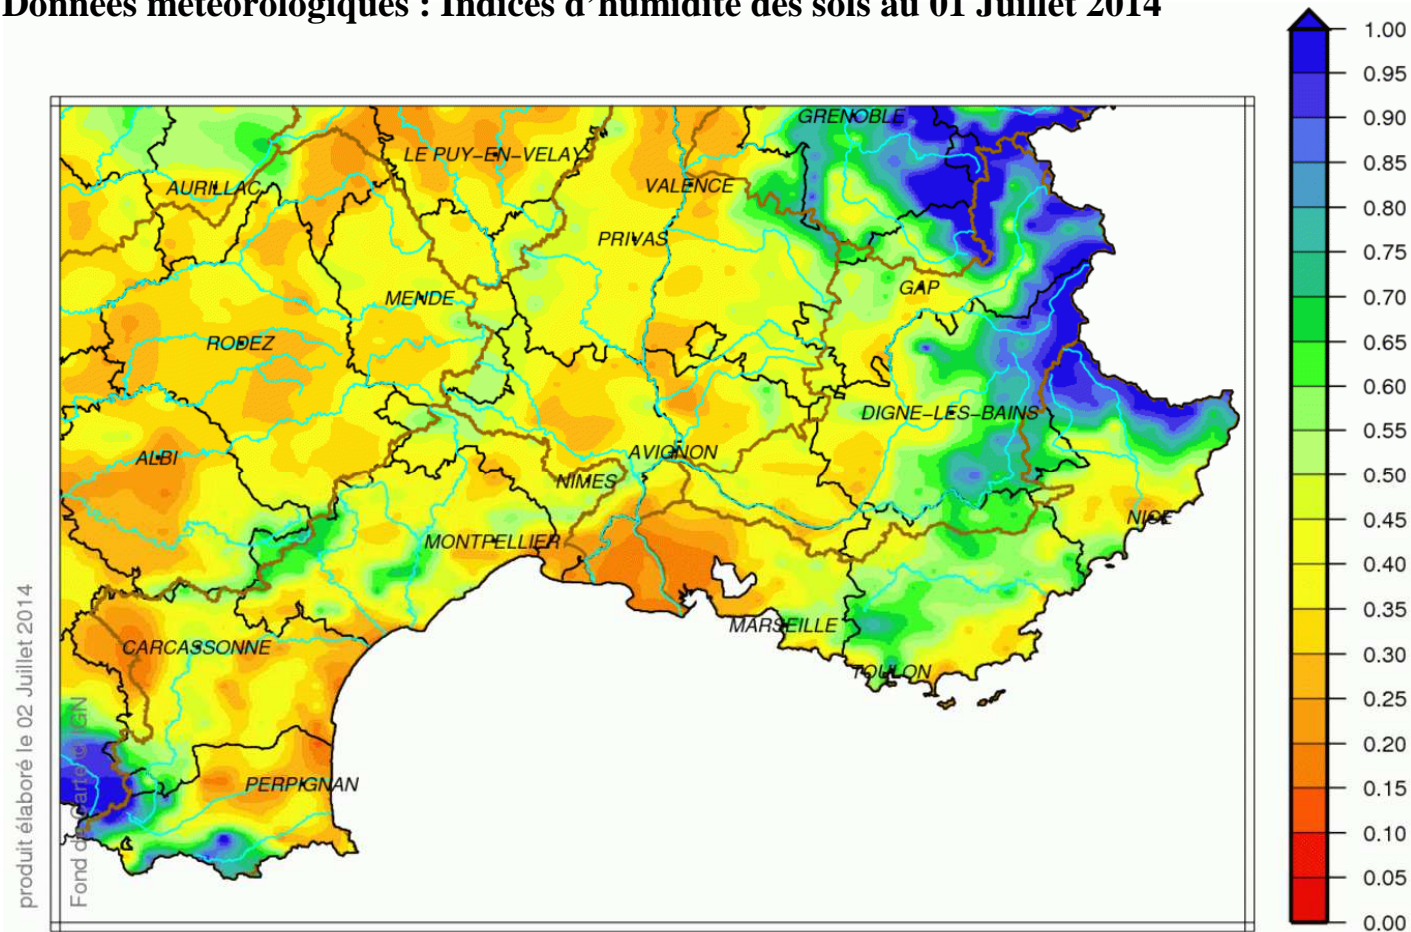 Données météorologiques : Indices d’humidité des sols au 01 Juillet 2014
1.00
0.95
0.90
0.85
0.80
0.75
0.70
0.65
0.60
0.55
0.50
0.45
0.40
0.35
0.30
0.25
0.20
0.15
0.10
0.05
0.00
GRENOBLE
LE PUY-EN-VELAY
AURILLAC
VALENCE
PRIVAS
GAP
MENDE
RODEZ
DIGNE-LES-BAINS
ALBI
AVIGNON
NIMES
NICE
MONTPELLIER
MARSEILLE
CARCASSONNE
TOULON
PERPIGNAN
produit élaboré le 02 Juillet 2014
Fond de Carte IGN